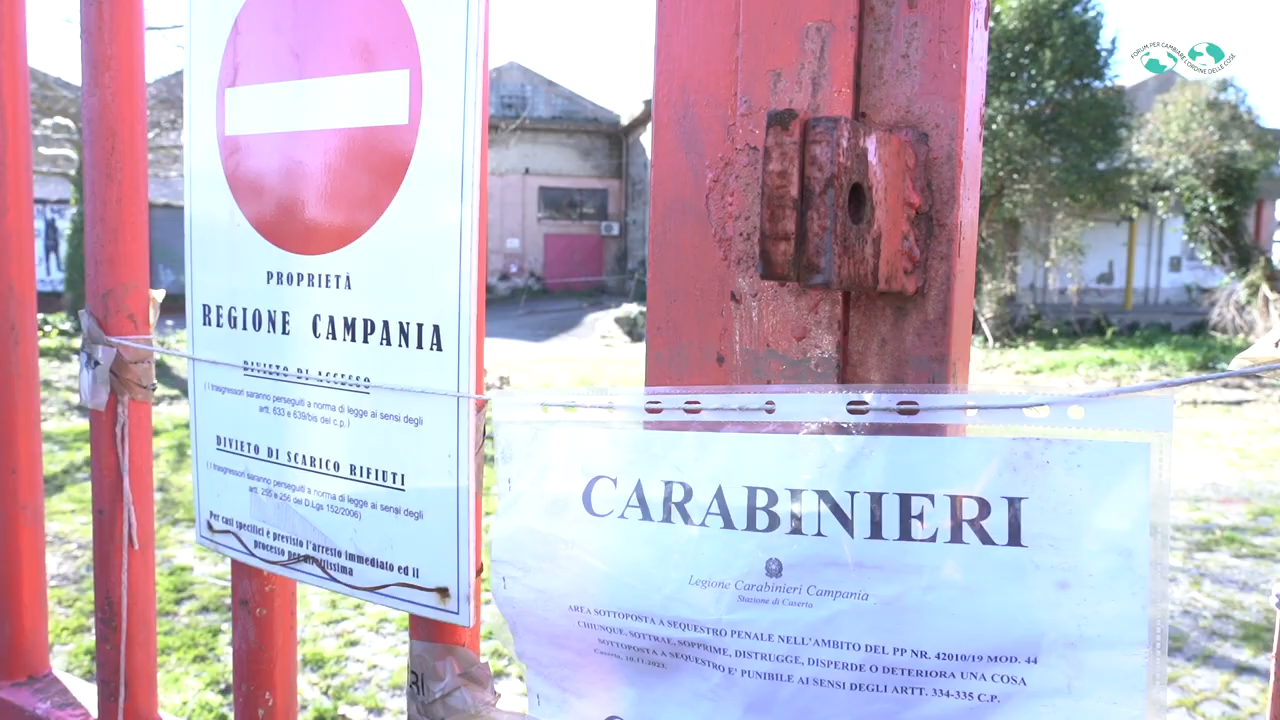 FORUM PER CAMBIARE L'ORDINE DELLE COSE
PROPRIETÀ
REGIONE CAMPANIA
DIVIETO DI ACCESSO
( I trasgressori saranno perseguiti a norma di legge ai sensi degli
artt. 633 e 639/bis del c.p.)
DIVIETO DI SCARICO RIFIUTI
( I trasgressori saranno perseguiti a norma di legge ai sensi degli
artt. 255 e 256 del D.Lgs 152/2006)
Per casi specifici è previsto l'arresto immediato ed il
processo per direttissima
CARABINIERI
Legione Carabinieri Campania
Stazione di Caserta
AREA SOTTOPOSTA A SEQUESTRO PENALE NELL'AMBITO DEL PP NR. 42010/19 MOD. 44
CHIUNQUE, SOTTRAE, SOPPRIME, DISTRUGGE, DISPERDE O DETERIORA UNA COSA
SOTTOPOSTA A SEQUESTRO E' PUNIBILE AI SENSI DEGLI ARTT. 334-335 C.P.
Caserta, 10.11.2023.
RI